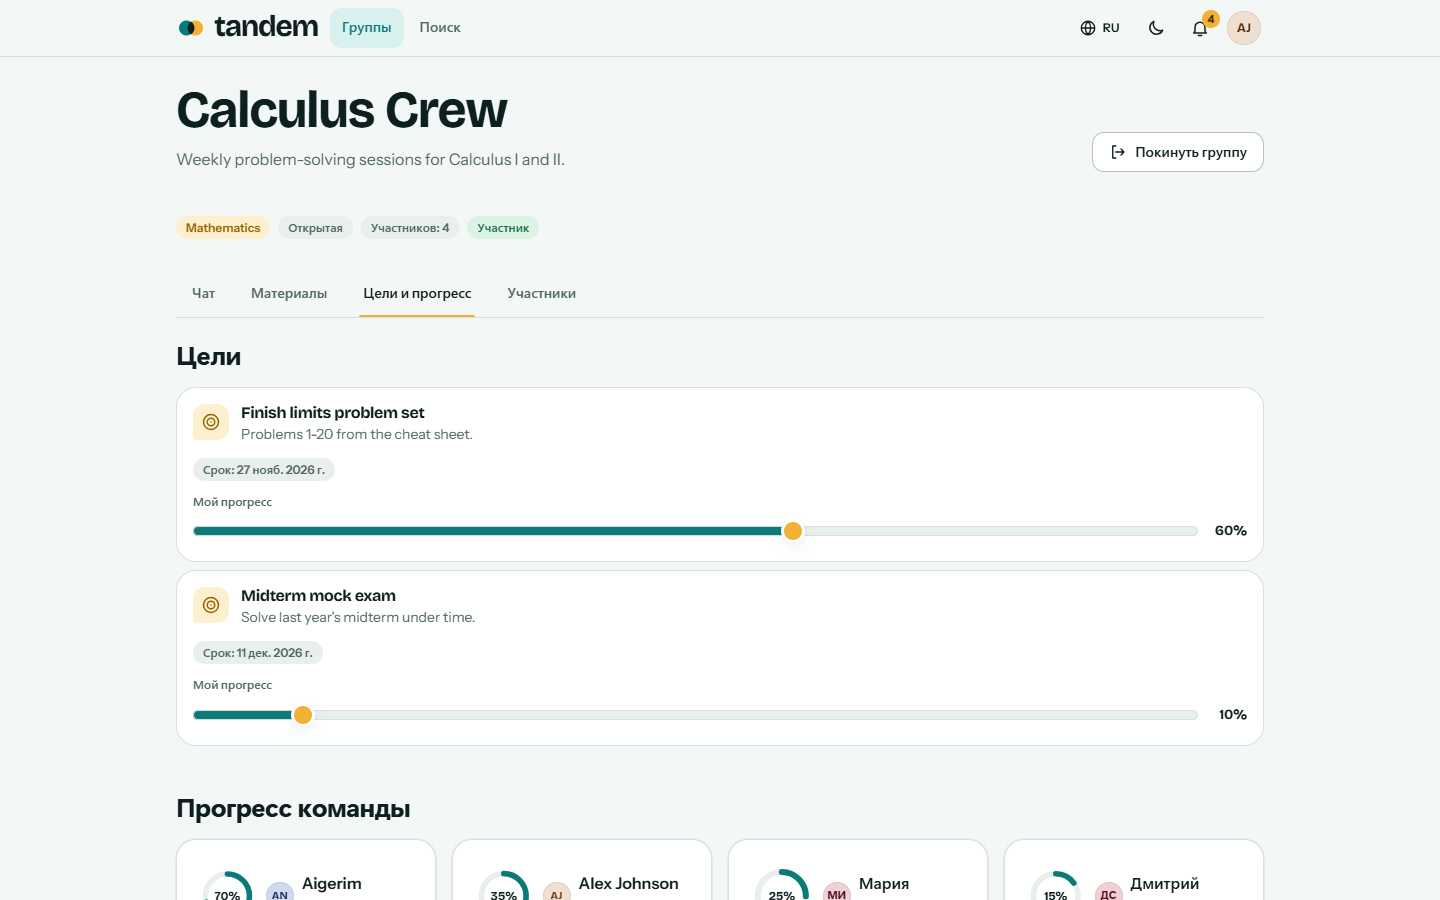 tandem
Группы
Поиск
RU
4
AJ
Calculus Crew
Weekly problem-solving sessions for Calculus I and II.
Покинуть группу
Mathematics
Открытая
Участников: 4
Участник
Чат
Материалы
Цели и прогресс
Участники
Цели
Finish limits problem set
Problems 1-20 from the cheat sheet.
Срок: 27 нояб. 2026 г.
Мой прогресс
60%
Midterm mock exam
Solve last year's midterm under time.
Срок: 11 дек. 2026 г.
Мой прогресс
10%
Прогресс команды
70%
AN
Aigerim
35%
AJ
Alex Johnson
25%
МИ
Мария
15%
ДС
Дмитрий